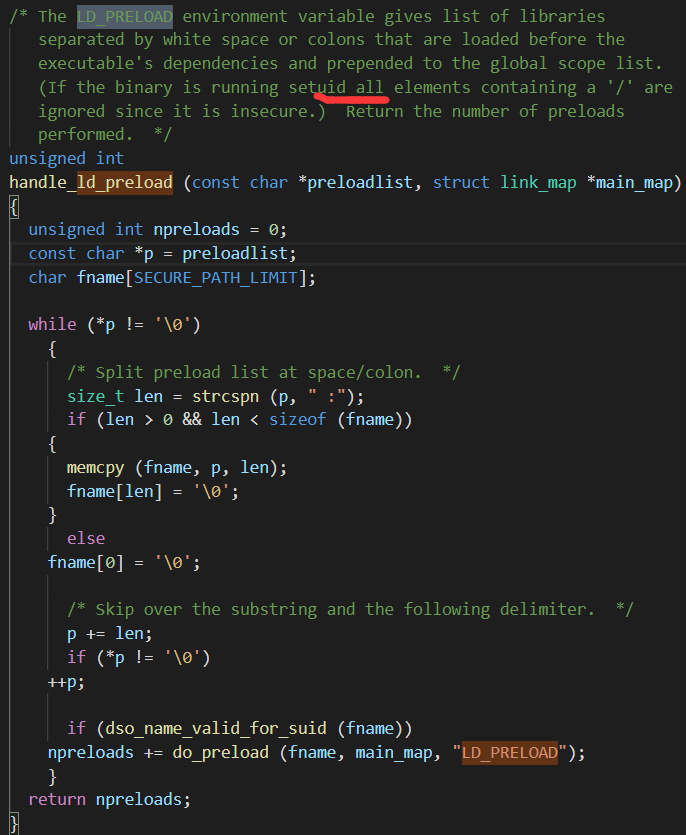 /* The LD_PRELOAD environment variable gives list of libraries
   separated by white space or colons that are loaded before the
   executable's dependencies and prepended to the global scope list.
   (If the binary is running setuid all elements containing a '/' are
   ignored since it is insecure.)  Return the number of preloads
   performed.  */
unsigned int
handle_ld_preload (const char *preloadlist, struct link_map *main_map)
{
  unsigned int npreloads = 0;
  const char *p = preloadlist;
  char fname[SECURE_PATH_LIMIT];
  while (*p != '\0')
    {
      /* Split preload list at space/colon.  */
      size_t len = strcspn (p, " :");
      if (len > 0 && len < sizeof (fname))
    {
      memcpy (fname, p, len);
      fname[len] = '\0';
    }
      else
    fname[0] = '\0';
      /* Skip over the substring and the following delimiter.  */
      p += len;
      if (*p != '\0')
    ++p;
      if (dso_name_valid_for_suid (fname))
    npreloads += do_preload (fname, main_map, "LD_PRELOAD");
    }
  return npreloads;
}